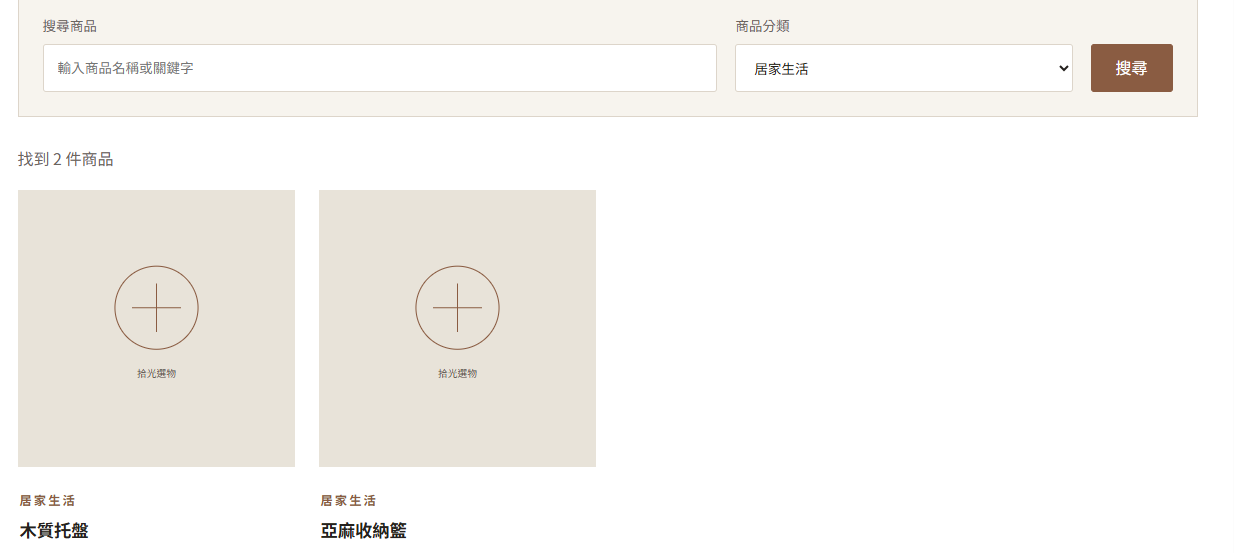 搜尋商品
商品分類
輸入商品名稱或關鍵字
居家生活
搜尋
找到 2 件商品
拾光選物
拾光選物
居家生活
居家生活
木質托盤
亞麻收納籃